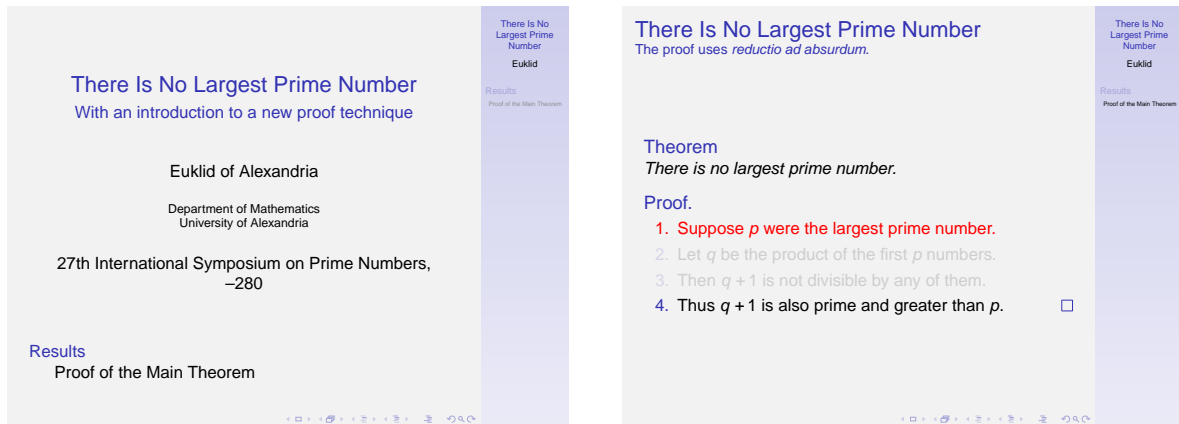 There Is No Largest Prime Number
With an introduction to a new proof technique
Euklid of Alexandria
Department of Mathematics
University of Alexandria
27th International Symposium on Prime Numbers,
–280
Results
Proof of the Main Theorem
There Is No
Largest Prime
Number
Euklid
Results
Proof of the Main Theorem
There Is No Largest Prime Number
The proof uses reductio ad absurdum.
Theorem
There is no largest prime number.
Proof.
1. Suppose p were the largest prime number.
2. Let q be the product of the first p numbers.
3. Then q + 1 is not divisible by any of them.
4. Thus q + 1 is also prime and greater than p. □
There Is No
Largest Prime
Number
Euklid
Results
Proof of the Main Theorem